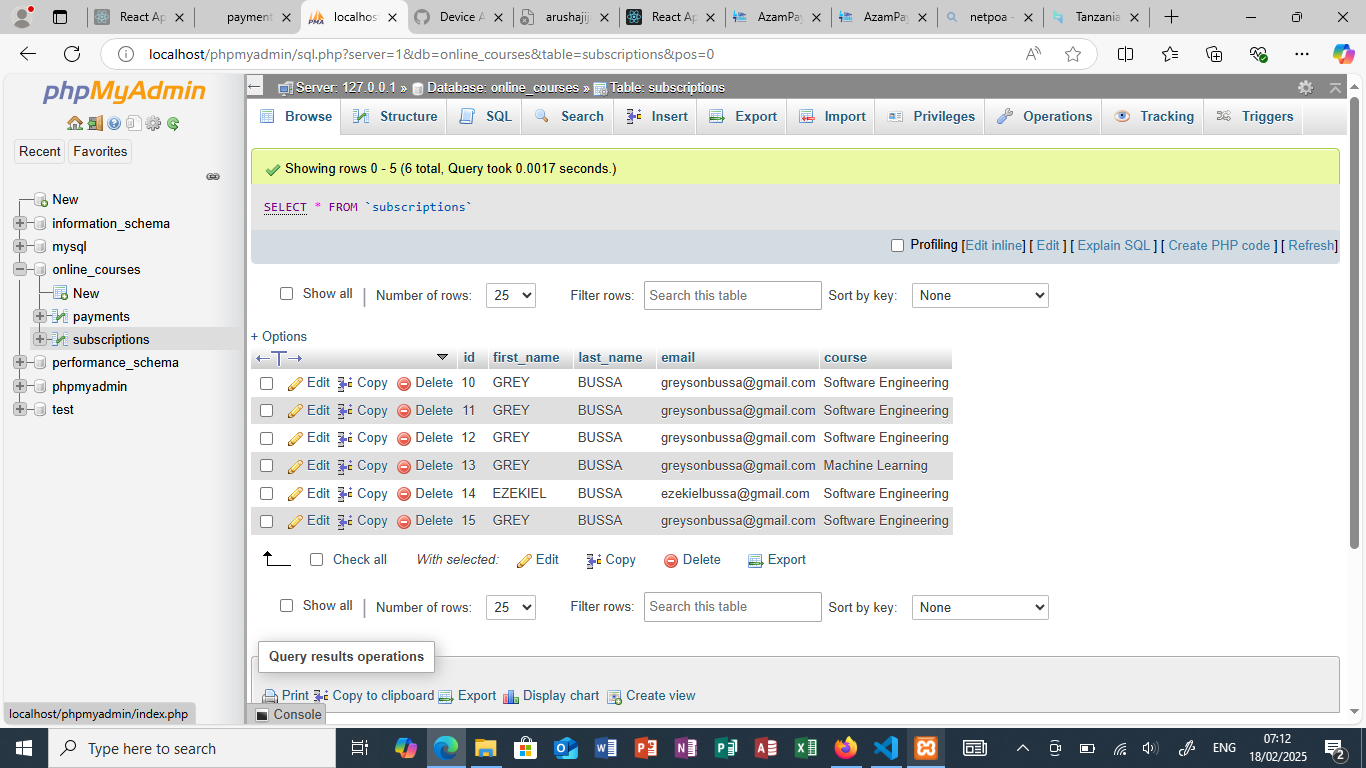 React Ap
payment
localhos
Device A
arushajij
React Ap
AzamPay
AzamPay
netpoa -
Tanzania
localhost/phpmyadmin/sql.php?server=1&db=online_courses&table=subscriptions&pos=0
phpMyAdmin
Recent Favorites
New
information_schema
mysql
online_courses
New
payments
subscriptions
performance_schema
phpmyadmin
test
localhost/phpmyadmin/index.php
Server: 127.0.0.1 » Database: online_courses » Table: subscriptions
Browse Structure SQL Search Insert Export Import Privileges Operations Tracking Triggers
Showing rows 0 - 5 (6 total, Query took 0.0017 seconds.)
SELECT * FROM `subscriptions`
Profiling [Edit inline] [ Edit ] [ Explain SQL ] [ Create PHP code ] [ Refresh]
Show all | Number of rows: 25 Filter rows: Search this table Sort by key: None
+ Options
id first_name last_name email course
Edit Copy Delete 10 GREY BUSSA greysonbussa@gmail.com Software Engineering
Edit Copy Delete 11 GREY BUSSA greysonbussa@gmail.com Software Engineering
Edit Copy Delete 12 GREY BUSSA greysonbussa@gmail.com Software Engineering
Edit Copy Delete 13 GREY BUSSA greysonbussa@gmail.com Machine Learning
Edit Copy Delete 14 EZEKIEL BUSSA ezekielbussa@gmail.com Software Engineering
Edit Copy Delete 15 GREY BUSSA greysonbussa@gmail.com Software Engineering
Check all With selected: Edit Copy Delete Export
Show all | Number of rows: 25 Filter rows: Search this table Sort by key: None
Query results operations
Print Copy to clipboard Export Display chart Create view
Console
Type here to search
ENG
07:12
18/02/2025
2